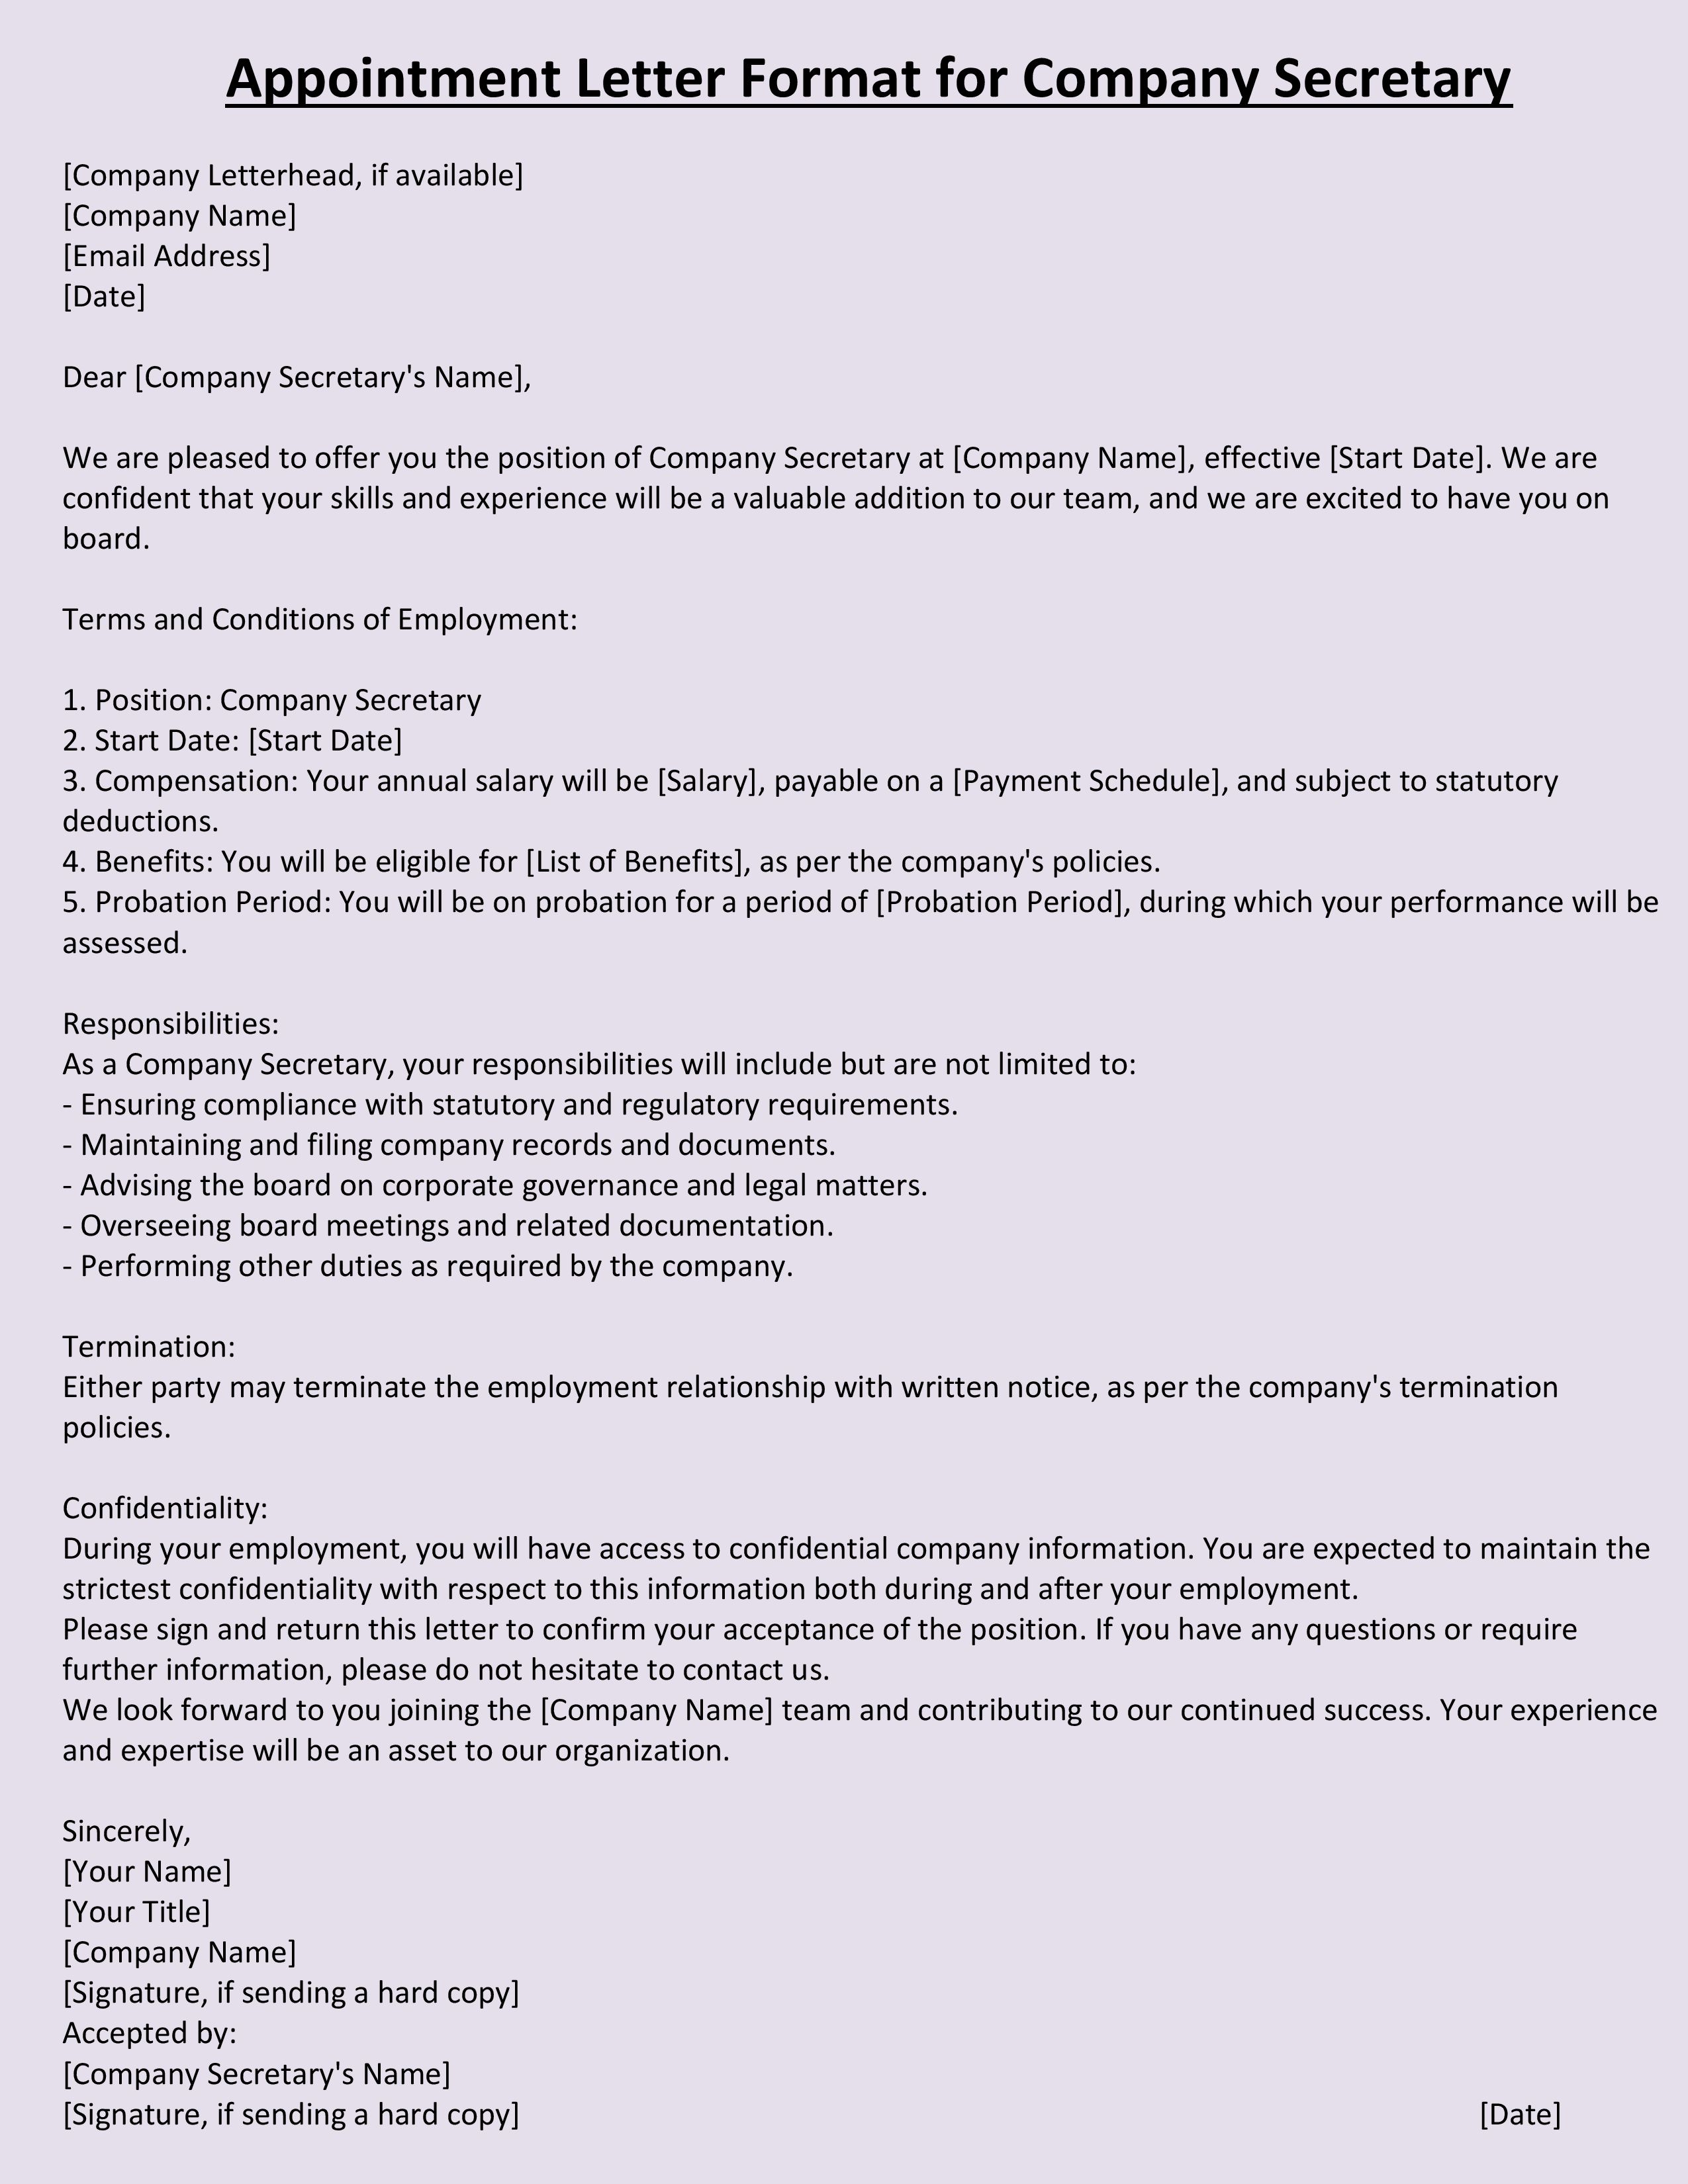 Appointment Letter Format for Company Secretary
[Company Letterhead, if available]
[Company Name]
[Email Address]
[Date]
Dear [Company Secretary's Name],
We are pleased to offer you the position of Company Secretary at [Company Name], effective [Start Date]. We are
confident that your skills and experience will be a valuable addition to our team, and we are excited to have you on
board.
Terms and Conditions of Employment:
1. Position: Company Secretary
2. Start Date: [Start Date]
3. Compensation: Your annual salary will be [Salary], payable on a [Payment Schedule], and subject to statutory
deductions.
4. Benefits: You will be eligible for [List of Benefits], as per the company's policies.
5. Probation Period: You will be on probation for a period of [Probation Period], during which your performance will be
assessed.
Responsibilities:
As a Company Secretary, your responsibilities will include but are not limited to:
- Ensuring compliance with statutory and regulatory requirements.
- Maintaining and filing company records and documents.
- Advising the board on corporate governance and legal matters.
- Overseeing board meetings and related documentation.
- Performing other duties as required by the company.
Termination:
Either party may terminate the employment relationship with written notice, as per the company's termination
policies.
Confidentiality:
During your employment, you will have access to confidential company information. You are expected to maintain the
strictest confidentiality with respect to this information both during and after your employment.
Please sign and return this letter to confirm your acceptance of the position. If you have any questions or require
further information, please do not hesitate to contact us.
We look forward to you joining the [Company Name] team and contributing to our continued success. Your experience
and expertise will be an asset to our organization.
Sincerely,
[Your Name]
[Your Title]
[Company Name]
[Signature, if sending a hard copy]
Accepted by:
[Company Secretary's Name]
[Signature, if sending a hard copy] [Date]